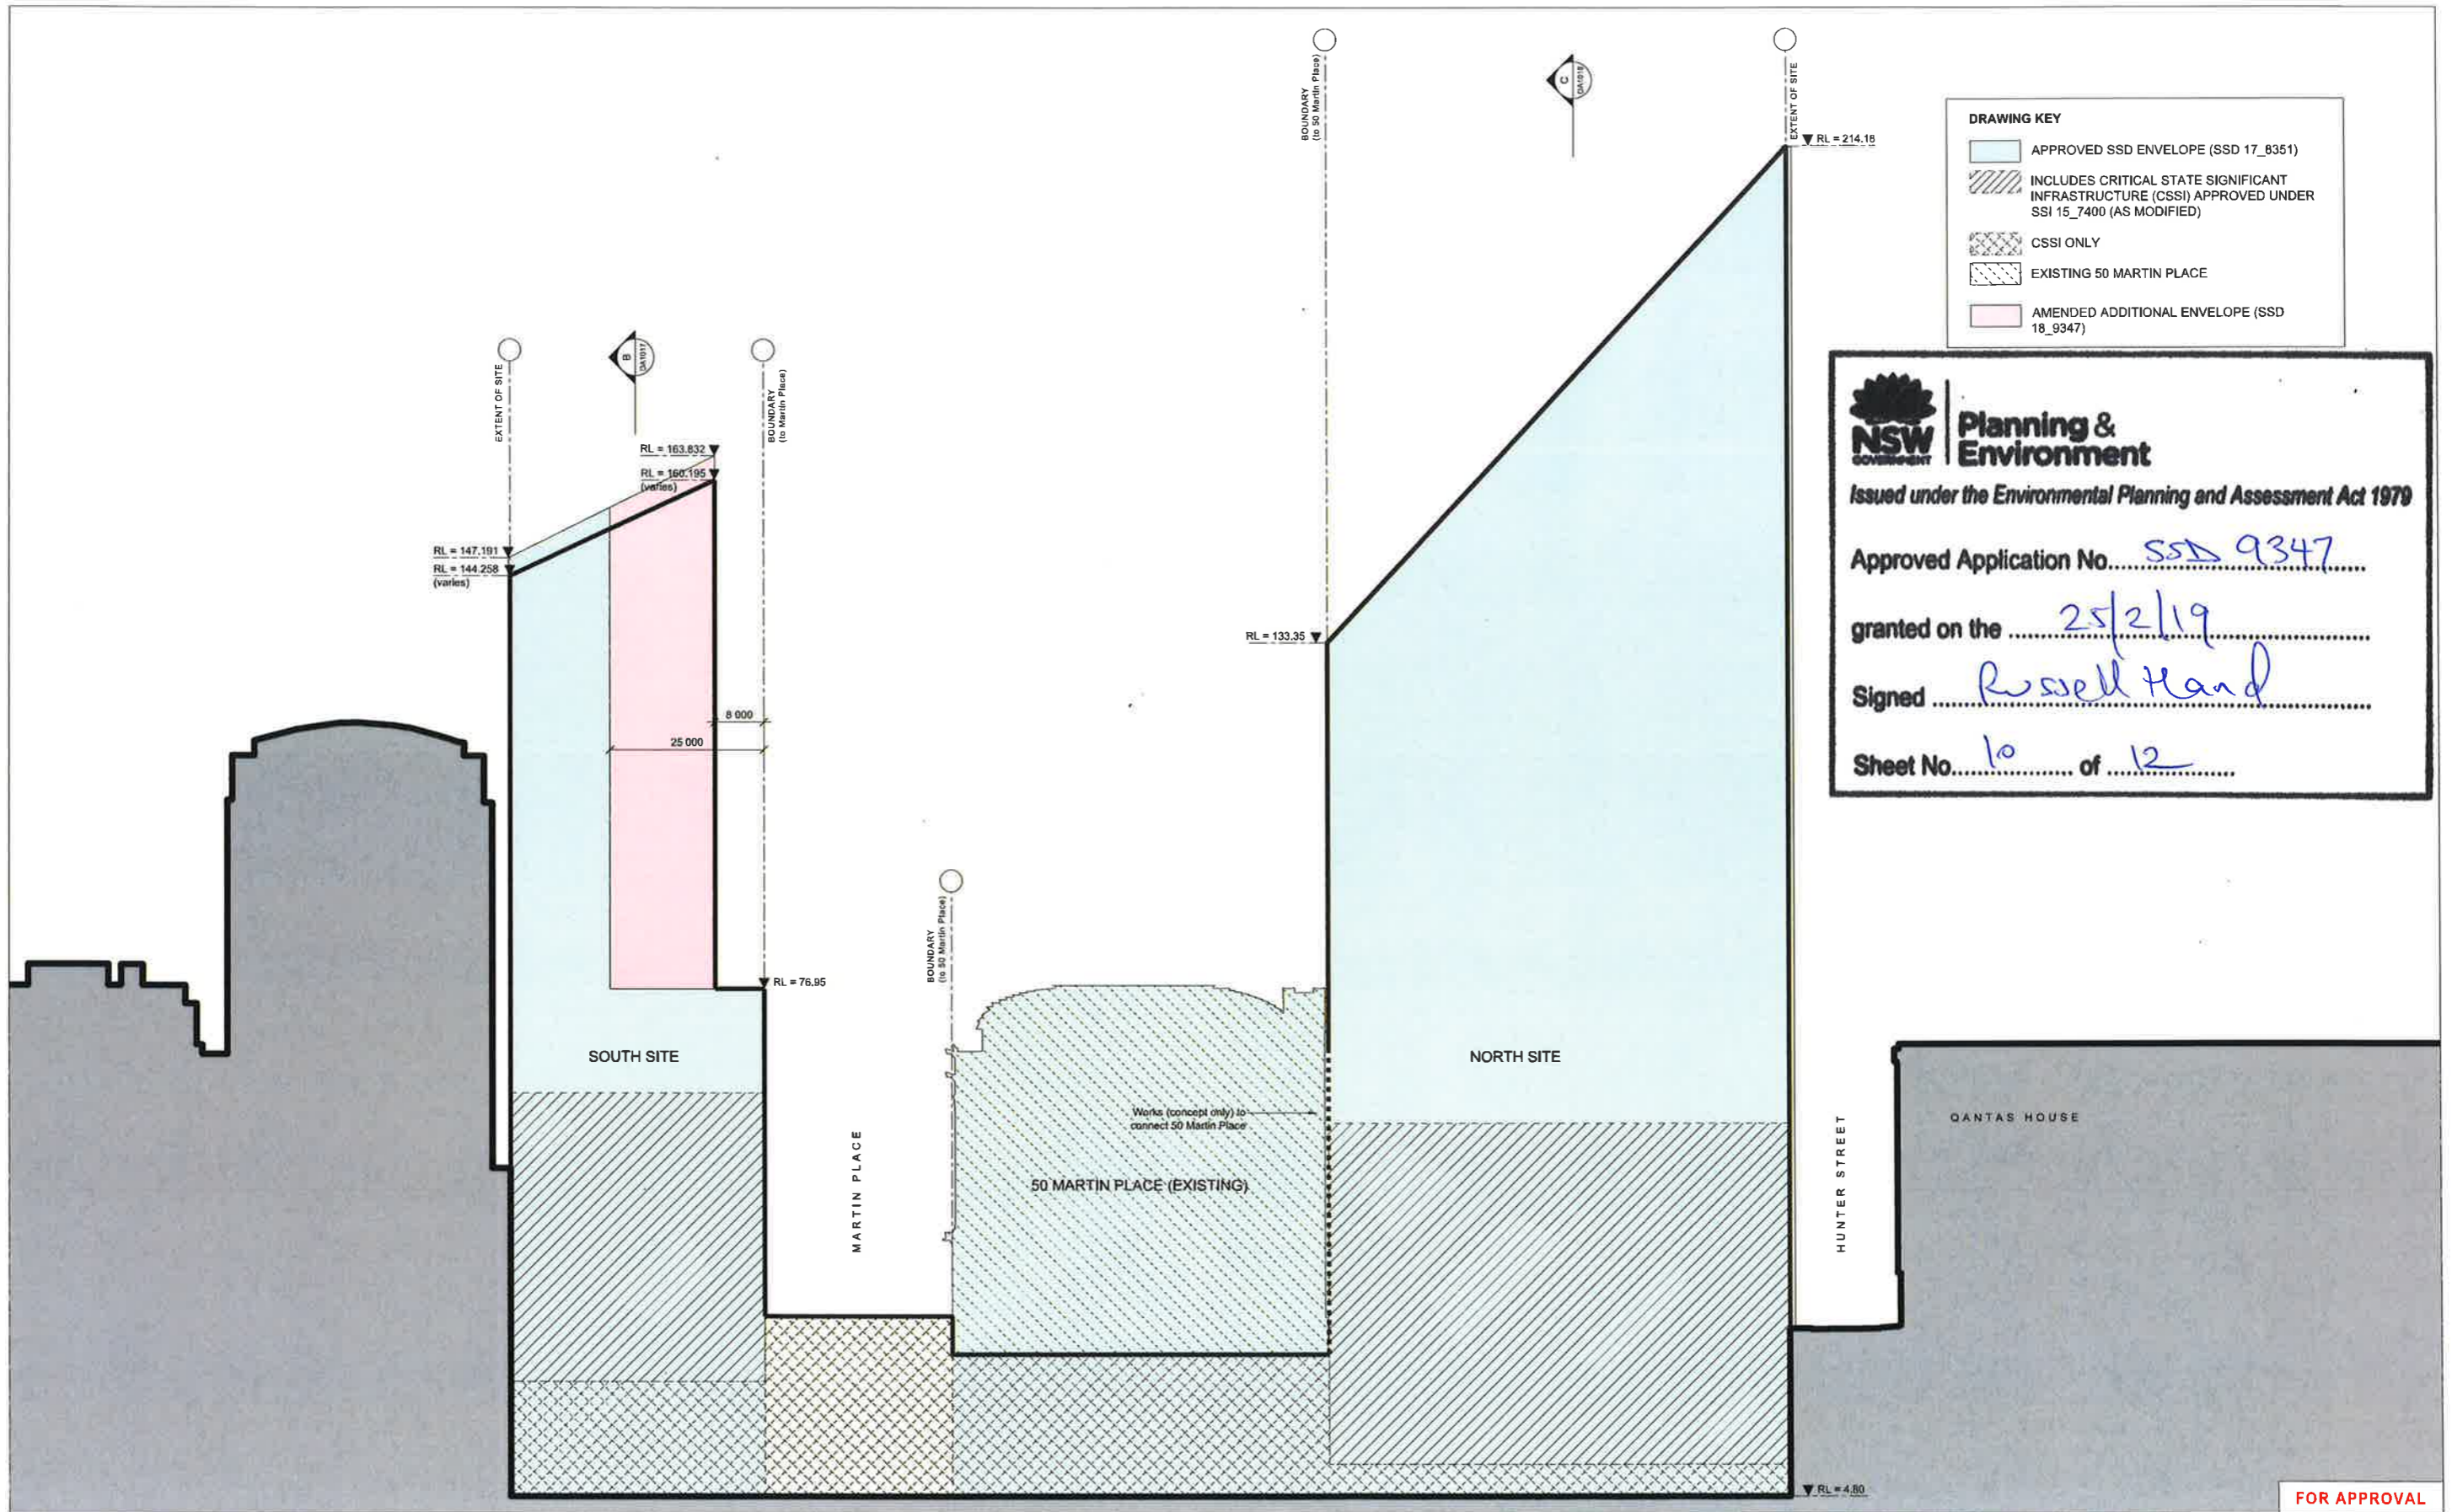 BOUNDARY
(to 50 Martin Place)
C
DA1018
EXTENT OF SITE
RL = 214.18
DRAWING KEY
APPROVED SSD ENVELOPE (SSD 17_8351)
INCLUDES CRITICAL STATE SIGNIFICANT
INFRASTRUCTURE (CSSI) APPROVED UNDER
SSI 15_7400 (AS MODIFIED)
CSSI ONLY
EXISTING 50 MARTIN PLACE
AMENDED ADDITIONAL ENVELOPE (SSD
18_9347)
NSW
GOVERNMENT
Planning &
Environment
Issued under the Environmental Planning and Assessment Act 1979
Approved Application No. SSD 9347
granted on the 25/2/19
Signed Russell Hand
Sheet No. 10 of 12
EXTENT OF SITE
B
DA1017
BOUNDARY
(to Martin Place)
RL = 163.832
RL = 160.195
(varies)
RL = 147.191
RL = 144.258
(varies)
RL = 133.35
8 000
25 000
BOUNDARY
(to 50 Martin Place)
RL = 76.95
SOUTH SITE
NORTH SITE
Works (concept only) to
connect 50 Martin Place
MARTIN PLACE
50 MARTIN PLACE (EXISTING)
HUNTER STREET
QANTAS HOUSE
RL = 4.80
FOR APPROVAL